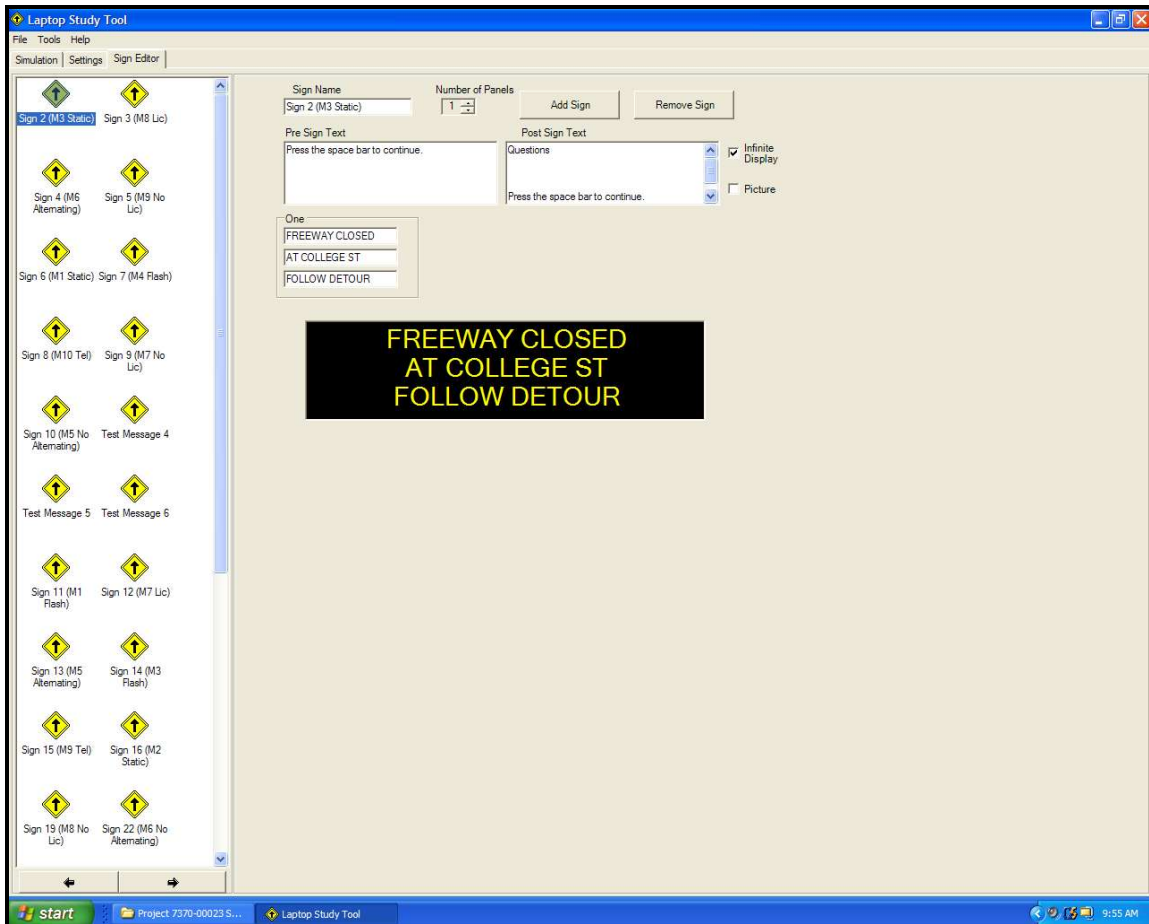 Laptop Study Tool
File Tools Help
Simulation Settings Sign Editor
Sign 2 (M3 Static) Sign 3 (M8 Lic)
Sign 4 (M6 Alternating) Sign 5 (M9 No Lic)
Sign 6 (M1 Static) Sign 7 (M4 Flash)
Sign 8 (M10 Tel) Sign 9 (M7 No Lic)
Sign 10 (M5 No Alternating) Test Message 4
Test Message 5 Test Message 6
Sign 11 (M1 Flash) Sign 12 (M7 Lic)
Sign 13 (M5 Alternating) Sign 14 (M3 Flash)
Sign 15 (M9 Tel) Sign 16 (M2 Static)
Sign 19 (M8 No Lic) Sign 22 (M6 No Alternating)
Sign Name Number of Panels
Sign 2 (M3 Static) 1 Add Sign Remove Sign
Pre Sign Text Post Sign Text
Press the space bar to continue. Questions
Press the space bar to continue.
Infinite Display
Picture
One
FREEWAY CLOSED
AT COLLEGE ST
FOLLOW DETOUR
FREEWAY CLOSED
AT COLLEGE ST
FOLLOW DETOUR
start Project 7370-00023 S... Laptop Study Tool 9:55 AM